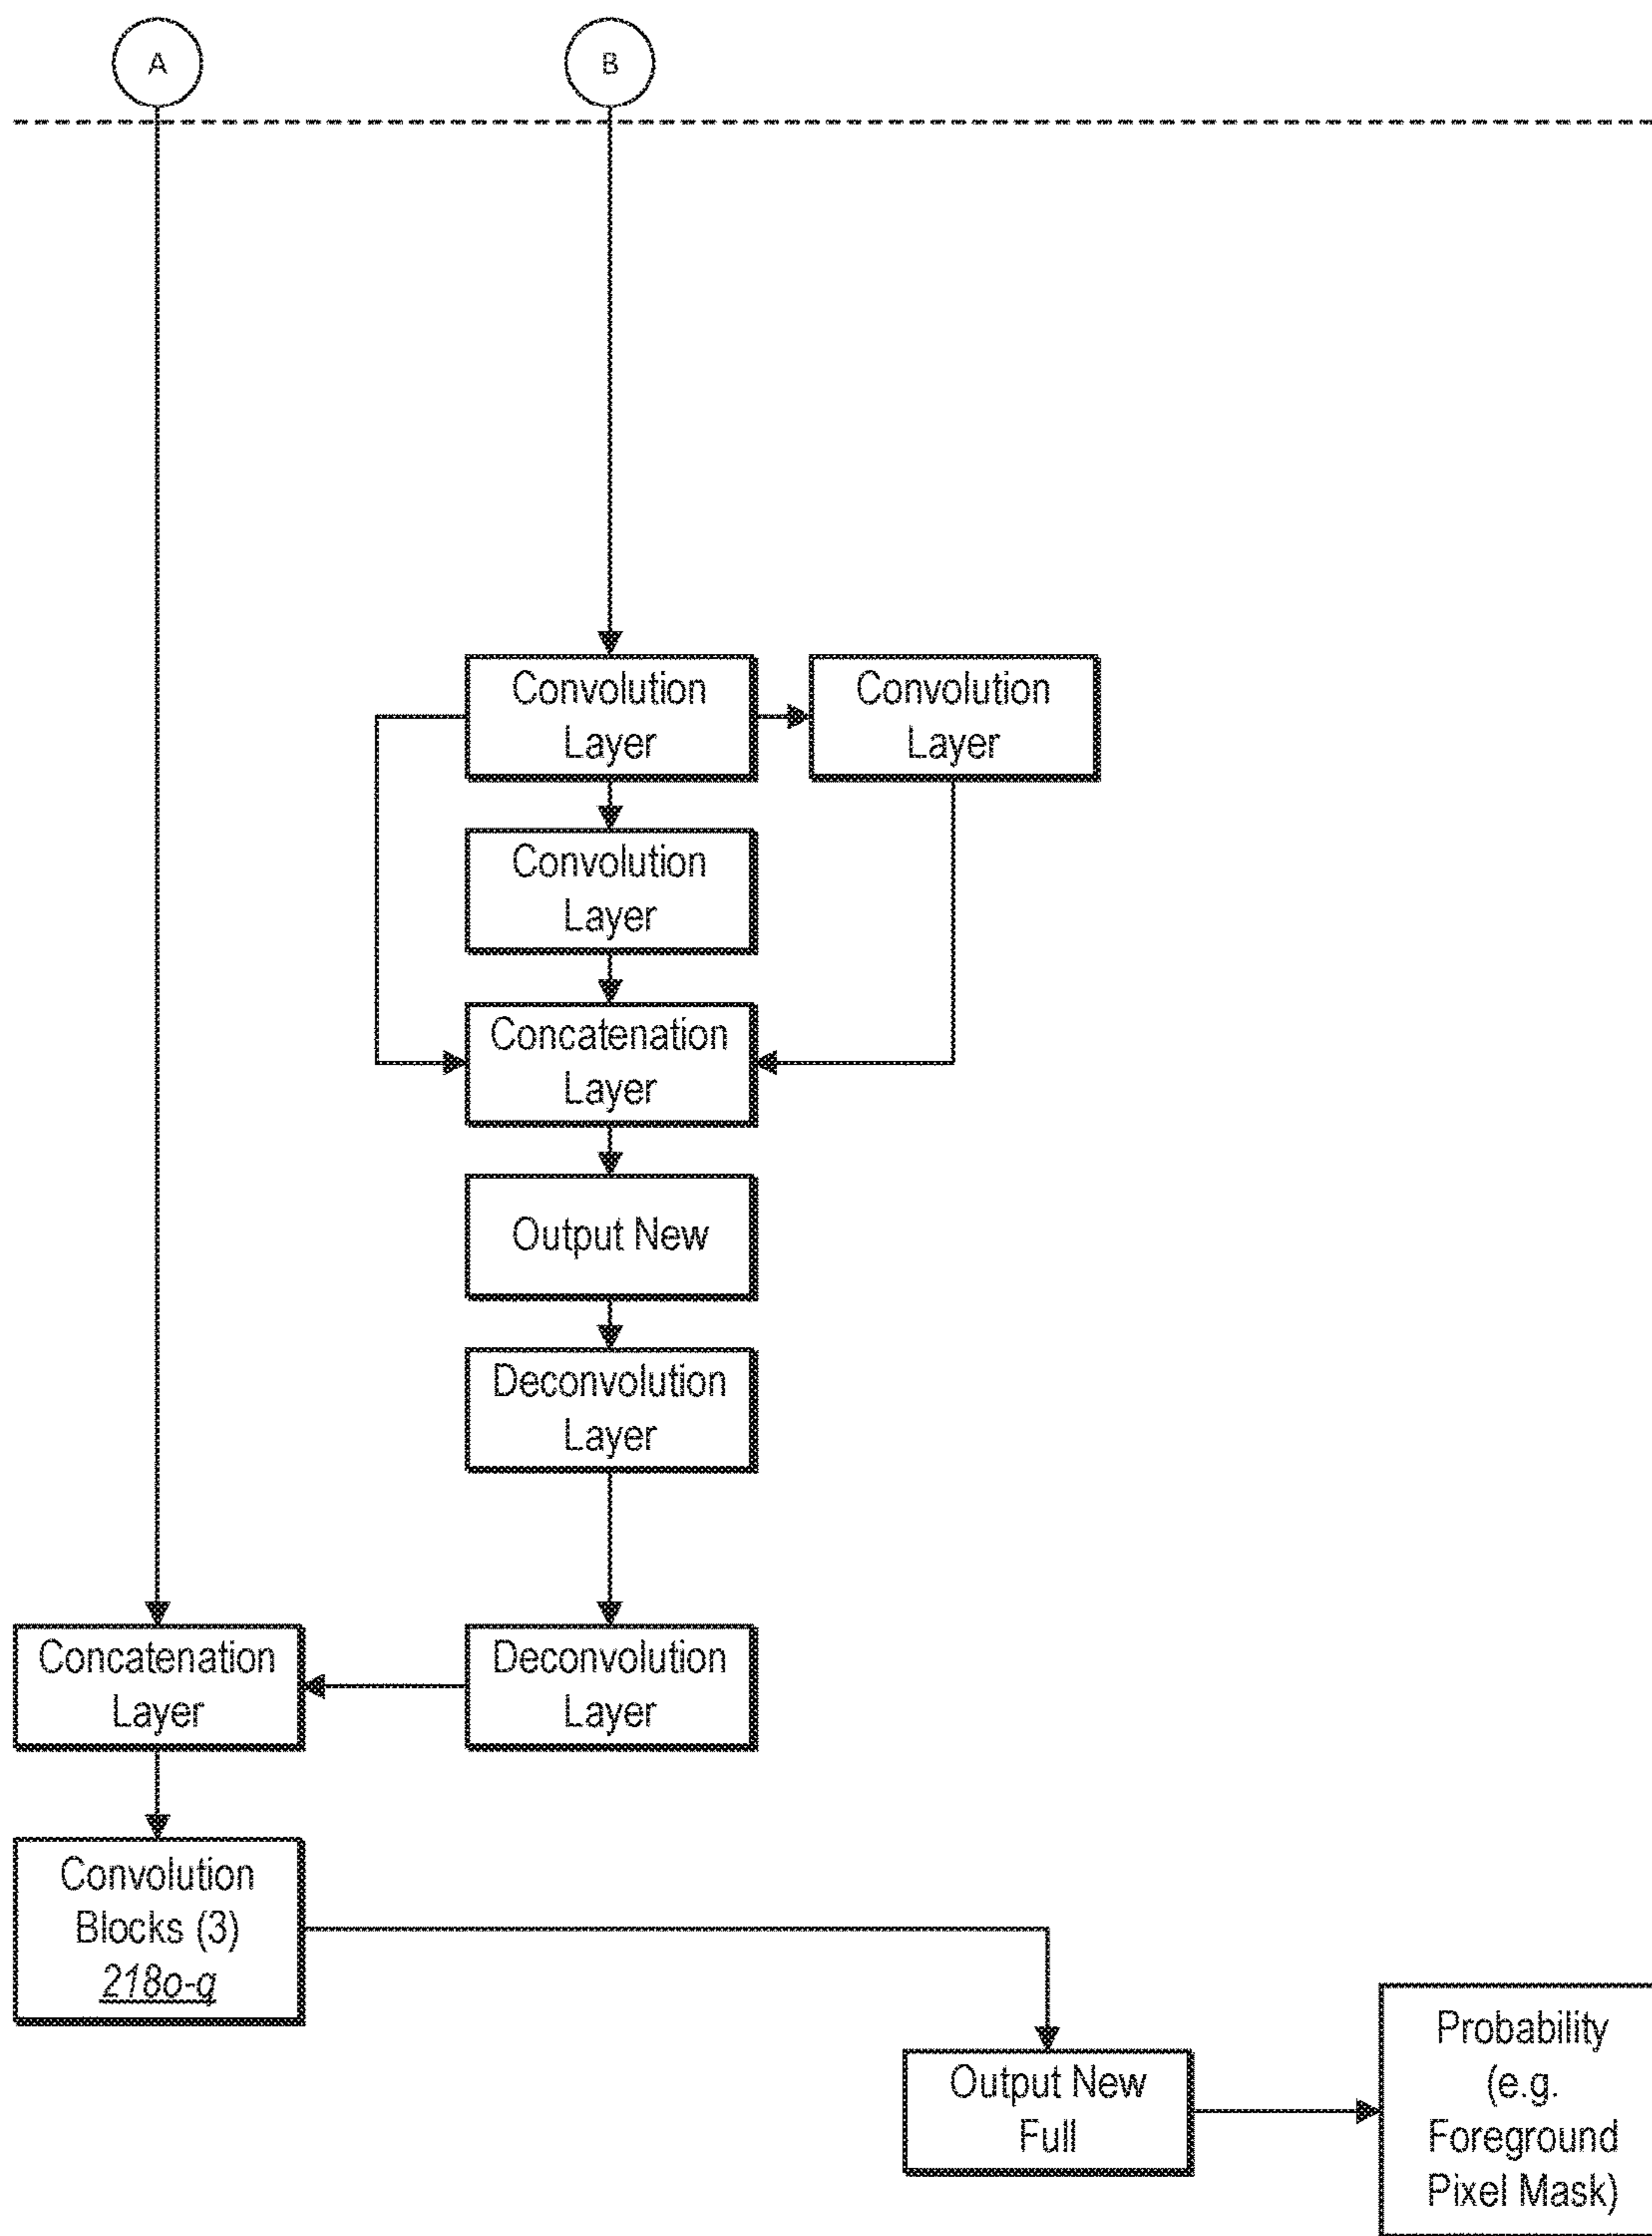 A
B
Convolution
Layer
Convolution
Layer
Convolution
Layer
Concatenation
Layer
Output New
Deconvolution
Layer
Concatenation
Layer
Deconvolution
Layer
Convolution
Blocks (3)
218o-q
Output New
Full
Probability
(e.g.
Foreground
Pixel Mask)